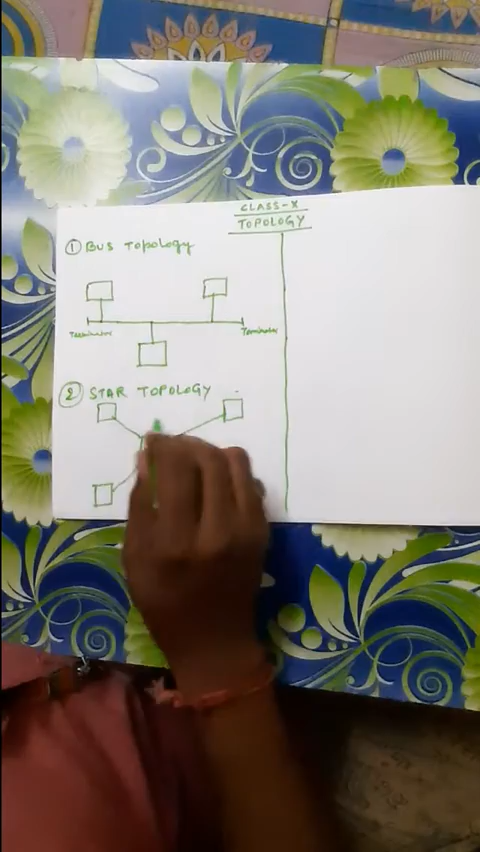 CLASS-X
TOPOLOGY
① BUS Topology
Terminator Terminator
② STAR TOPOLOGY